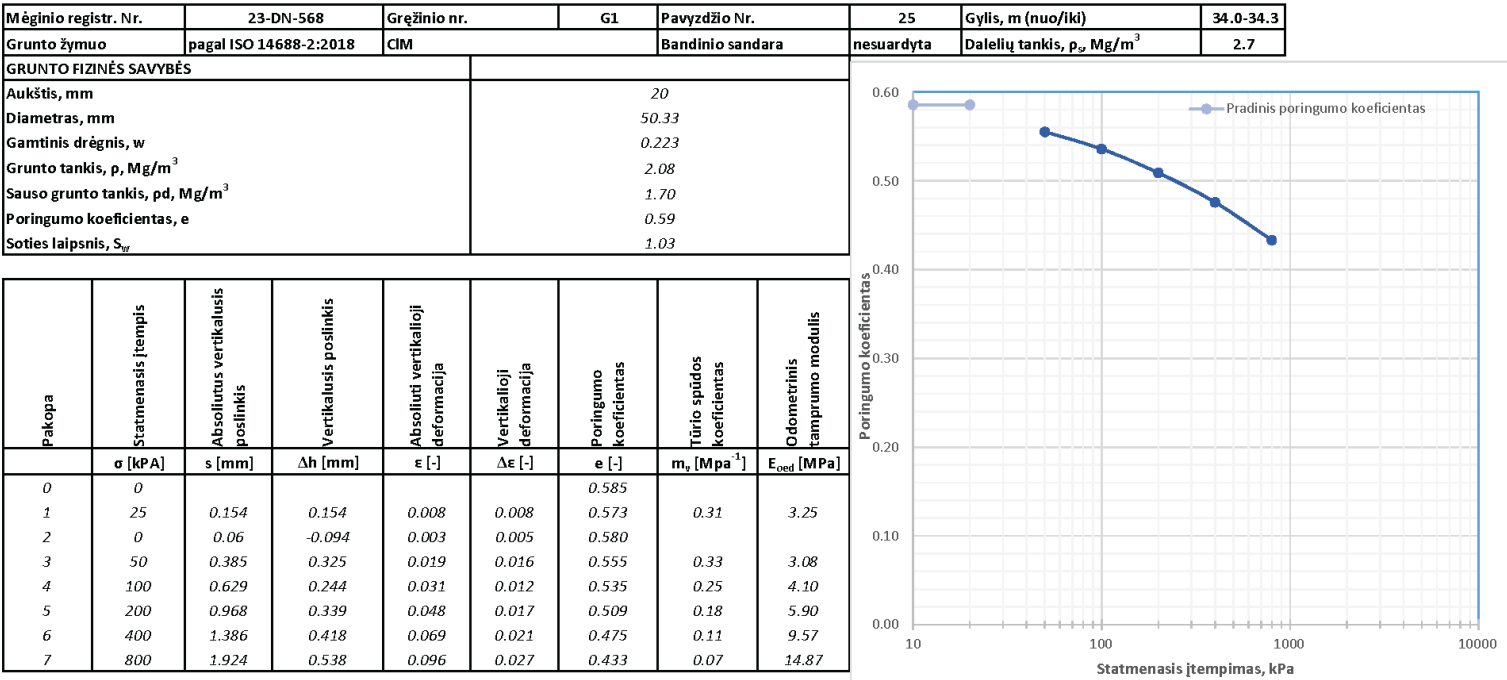 Mėginio registr. Nr. 23-DN-568 Gręžinio nr. G1 Pavyzdžio Nr. 25 Gylis, m (nuo/iki) 34.0-34.3
Grunto žymuo pagal ISO 14688-2:2018 ClM Bandinio sandara nesuardyta Dalelių tankis, ρs, Mg/m³ 2.7
GRUNTO FIZINĖS SAVYBĖS
Aukštis, mm 20
Diametras, mm 50.33
Gamtinis drėgnis, w 0.223
Grunto tankis, ρ, Mg/m³ 2.08
Sauso grunto tankis, ρd, Mg/m³ 1.70
Poringumo koeficientas, e 0.59
Soties laipsnis, Sw 1.03
Pakopa
Statmenasis įtempis
Absoliutus vertikalusis poslinkis
Vertikalusis poslinkis
Absoliuti vertikalioji deformacija
Vertikalioji deformacija
Poringumo koeficientas
Tūrio spūdos koeficientas
Odometrinis tamprumo modulis
σ [kPA] s [mm] Δh [mm] ε [-] Δε [-] e [-] mv [Mpa⁻¹] Eoed [MPa]
0 0 0.585
1 25 0.154 0.154 0.008 0.008 0.573 0.31 3.25
2 0 0.06 -0.094 0.003 0.005 0.580
3 50 0.385 0.325 0.019 0.016 0.555 0.33 3.08
4 100 0.629 0.244 0.031 0.012 0.535 0.25 4.10
5 200 0.968 0.339 0.048 0.017 0.509 0.18 5.90
6 400 1.386 0.418 0.069 0.021 0.475 0.11 9.57
7 800 1.924 0.538 0.096 0.027 0.433 0.07 14.87
Pradinis poringumo koeficientas
Poringumo koeficientas
0.60
0.50
0.40
0.30
0.20
0.10
0.00
10 100 1000 10000
Statmenasis įtempimas, kPa